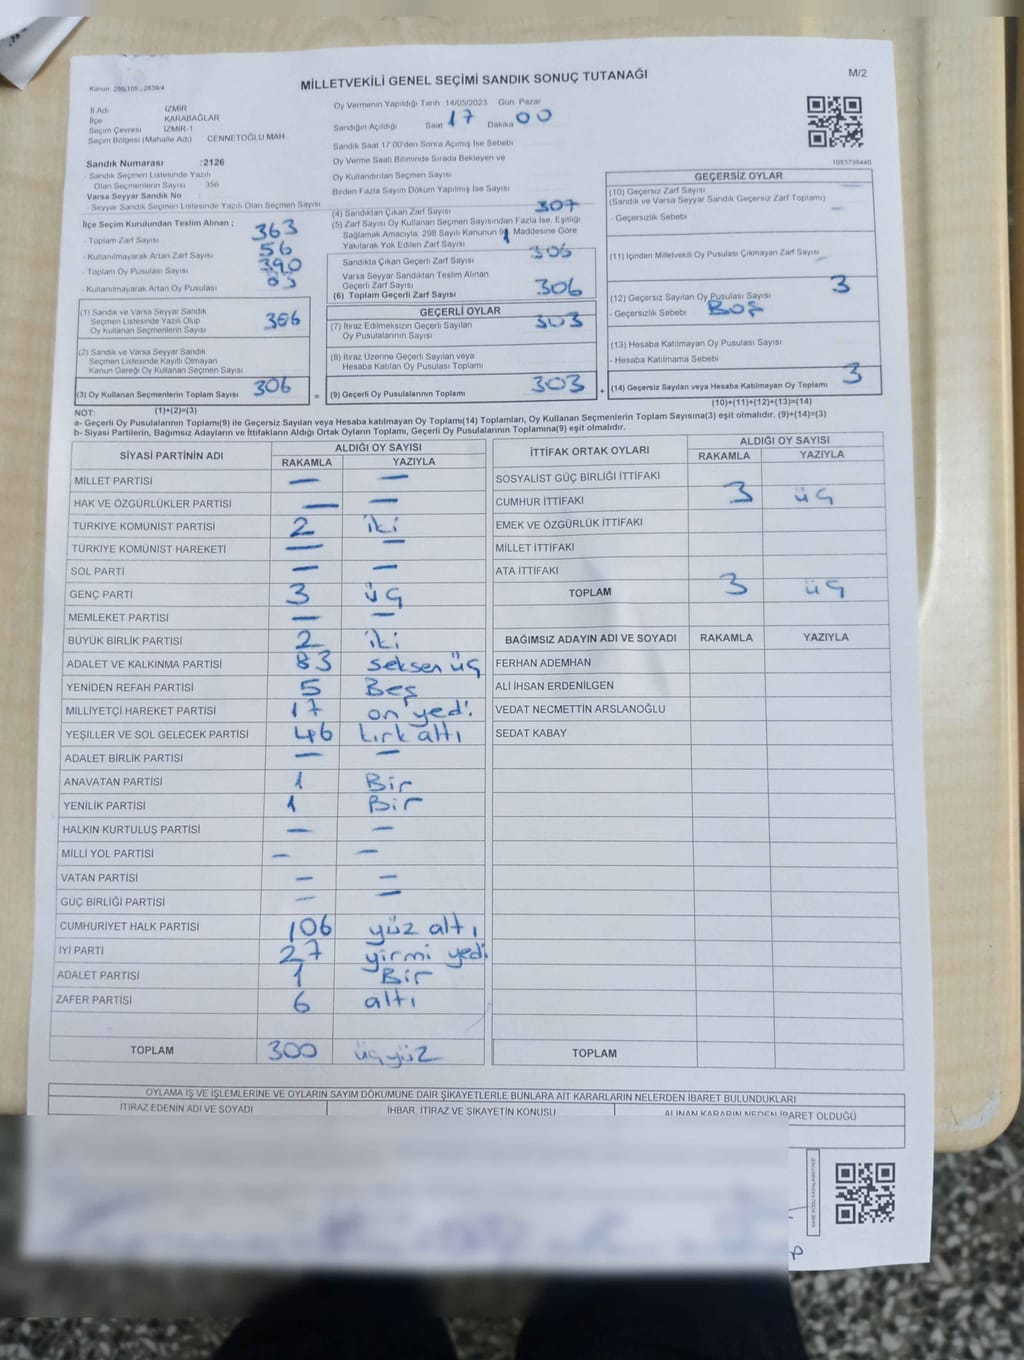 MİLLETVEKİLİ GENEL SEÇİMİ SANDIK SONUÇ TUTANAĞI
M/2
Kanun 298/105 , 2839/4
İl Adı İZMİR
İlçe KARABAĞLAR
Seçim Çevresi İZMİR-1
Seçim Bölgesi (Mahalle Adı) CENNETOĞLU MAH
Sandık Numarası :2126
- Sandık Seçmen Listesinde Yazılı
Olan Seçmenlerin Sayısı 356
Varsa Seyyar Sandık No
- Seyyar Sandık Seçmen Listesinde Yazılı Olan Seçmen Sayısı
Oy Vermenin Yapıldığı Tarih 14/05/2023 Gün Pazar
Sandığın Açıldığı Saat 17 Dakika 00
Sandık Saat 17 00'den Sonra Açımış İse Sebebi
Oy Verme Saati Bitiminde Sırada Bekleyen ve
Oy Kullandırılan Seçmen Sayısı
Birden Fazla Sayım Döküm Yapılmış İse Sayısı
1093798440
İlçe Seçim Kurulundan Teslim Alınan ;
- Toplam Zarf Sayısı 363
- Kullanılmayarak Artan Zarf Sayısı 56
- Toplam Oy Pusulası Sayısı 390
- Kullanılmayarak Artan Oy Pusulası 83
(1) Sandık ve Varsa Seyyar Sandık
Seçmen Listesinde Yazılı Olup
Oy Kullanan Seçmenlerin Sayısı 306
(2) Sandık ve Varsa Seyyar Sandık
Seçmen Listesinde Kayıtlı Olmayan
Kanun Gereği Oy Kullanan Seçmen Sayısı
(3) Oy Kullanan Seçmenlerin Toplam Sayısı 306
(1)+(2)=(3)
(4) Sandıktan Çıkan Zarf Sayısı 307
(5) Zarf Sayısı Oy Kullanan Seçmen Sayısından Fazla İse, Eşitliği
Sağlamak Amacıyla, 298 Sayılı Kanunun Maddesine Göre
Yakılarak Yok Edilen Zarf Sayısı 1
Sandıkta Çıkan Geçerli Zarf Sayısı 306
Varsa Seyyar Sandıktan Teslim Alınan
Geçerli Zarf Sayısı
(6) Toplam Geçerli Zarf Sayısı 306
GEÇERLİ OYLAR
(7) İtiraz Edilmeksizin Geçerli Sayılan
Oy Pusulalarının Sayısı 303
(8) İtiraz Üzerine Geçerli Sayılan veya
Hesaba Katılan Oy Pusulası Toplamı
= (9) Geçerli Oy Pusulalarının Toplamı 303
GEÇERSİZ OYLAR
(10) Geçersiz Zarf Sayısı —
(Sandık ve Varsa Seyyar Sandık Geçersiz Zarf Toplamı) —
- Geçersizlik Sebebi
(11) İçinden Milletvekili Oy Pusulası Çıkmayan Zarf Sayısı —
(12) Geçersiz Sayılan Oy Pusulası Sayısı 3
- Geçersizlik Sebebi Boş
(13) Hesaba Katılmayan Oy Pusulası Sayısı
- Hesaba Katılmama Sebebi
+ (14) Geçersiz Sayılan veya Hesaba Katılmayan Oy Toplamı 3
(10)+(11)+(12)+(13)=(14)
NOT:
a- Geçerli Oy Pusulalarının Toplamı(9) ile Geçersiz Sayılan veya Hesaba katılmayan Oy Toplamı(14) Toplamları, Oy Kullanan Seçmenlerin Toplam Sayısına(3) eşit olmalıdır. (9)+(14)=(3)
b- Siyasi Partilerin, Bağımsız Adayların ve İttifakların Aldığı Ortak Oyların Toplamı, Geçerli Oy Pusulalarının Toplamına(9) eşit olmalıdır.
SİYASİ PARTİNİN ADI ALDIĞI OY SAYISI
RAKAMLA YAZIYLA
MİLLET PARTİSİ — —
HAK VE ÖZGÜRLÜKLER PARTİSİ — —
TÜRKİYE KOMÜNİST PARTİSİ 2 iki
TÜRKİYE KOMÜNİST HAREKETİ — —
SOL PARTİ — —
GENÇ PARTİ 3 üç
MEMLEKET PARTİSİ — —
BÜYÜK BİRLİK PARTİSİ 2 iki
ADALET VE KALKINMA PARTİSİ 83 seksen üç
YENİDEN REFAH PARTİSİ 5 Beş
MİLLİYETÇİ HAREKET PARTİSİ 17 on yedi
YEŞİLLER VE SOL GELECEK PARTİSİ 46 kırk altı
ADALET BİRLİK PARTİSİ — —
ANAVATAN PARTİSİ 1 Bir
YENİLİK PARTİSİ 1 Bir
HALKIN KURTULUŞ PARTİSİ — —
MİLLİ YOL PARTİSİ — —
VATAN PARTİSİ — —
GÜÇ BİRLİĞİ PARTİSİ — —
CUMHURİYET HALK PARTİSİ 106 yüz altı
İYİ PARTİ 27 yirmi yedi
ADALET PARTİSİ 1 Bir
ZAFER PARTİSİ 6 altı
TOPLAM 300 üçyüz
İTTİFAK ORTAK OYLARI ALDIĞI OY SAYISI
RAKAMLA YAZIYLA
SOSYALİST GÜÇ BİRLİĞİ İTTİFAKI
CUMHUR İTTİFAKI 3 üç
EMEK VE ÖZGÜRLÜK İTTİFAKI
MİLLET İTTİFAKI
ATA İTTİFAKI
TOPLAM 3 üç
BAĞIMSIZ ADAYIN ADI VE SOYADI RAKAMLA YAZIYLA
FERHAN ADEMHAN
ALİ İHSAN ERDENİLGEN
VEDAT NECMETTİN ARSLANOĞLU
SEDAT KABAY
TOPLAM
OYLAMA İŞ VE İŞLEMLERİNE VE OYLARIN SAYIM DÖKÜMÜNE DAİR ŞİKAYETLERLE BUNLARA AİT KARARLARIN NELERDEN İBARET BULUNDUKLARI
İTİRAZ EDENİN ADI VE SOYADI İHBAR, İTİRAZ VE ŞİKAYETİN KONUSU ALINAN KARARIN NEDEN İBARET OLDUĞU